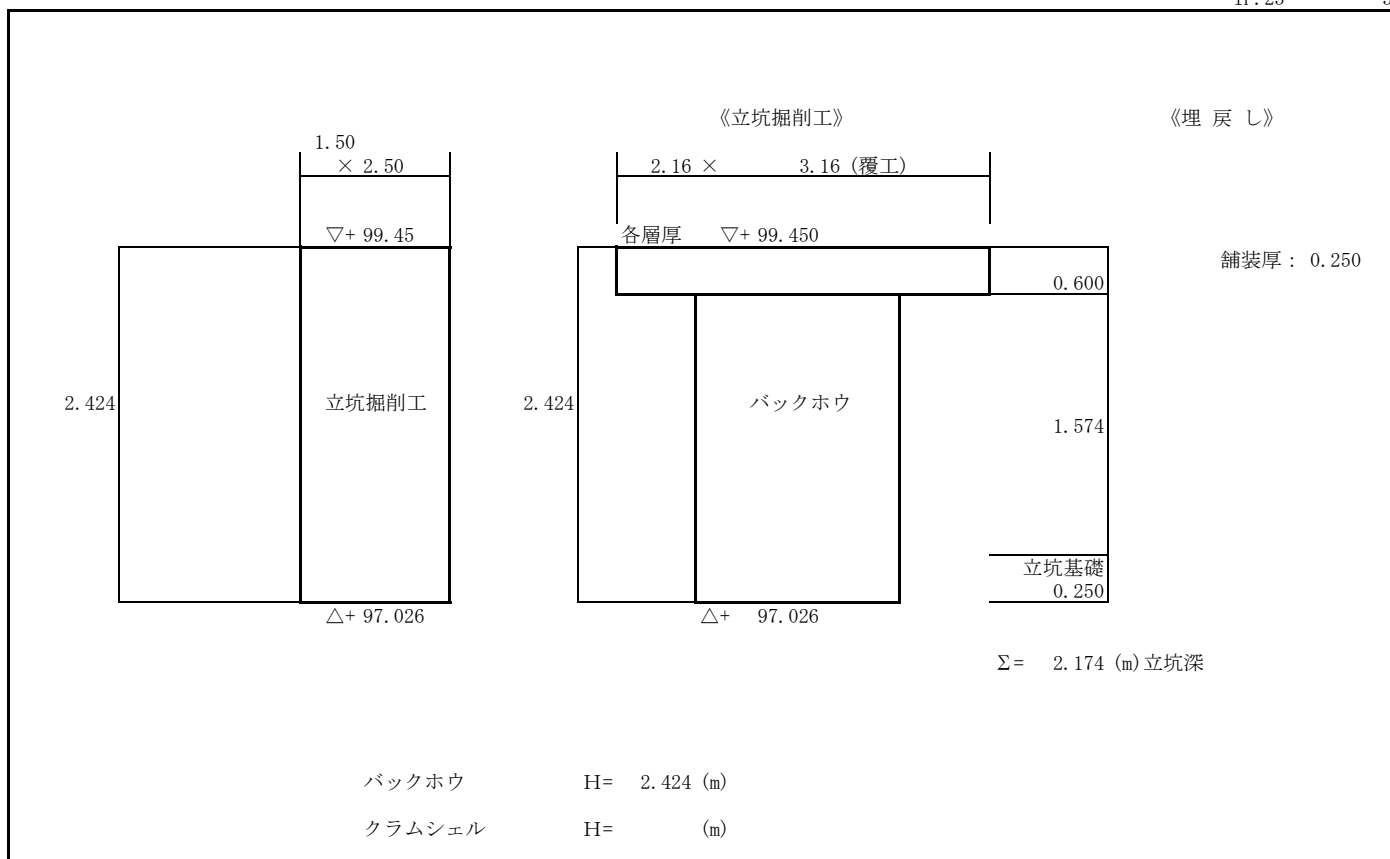 《立坑掘削工》 《埋 戻 し》
1.50
× 2.50 2.16 × 3.16 (覆工)
▽+ 99.45 各層厚 ▽+ 99.450
舗装厚： 0.250
0.600
2.424 立坑掘削工 2.424 バックホウ
1.574
立坑基礎
0.250
△+ 97.026 △+ 97.026
Σ= 2.174 (m)立坑深
バックホウ H= 2.424 (m)
クラムシェル H= (m)